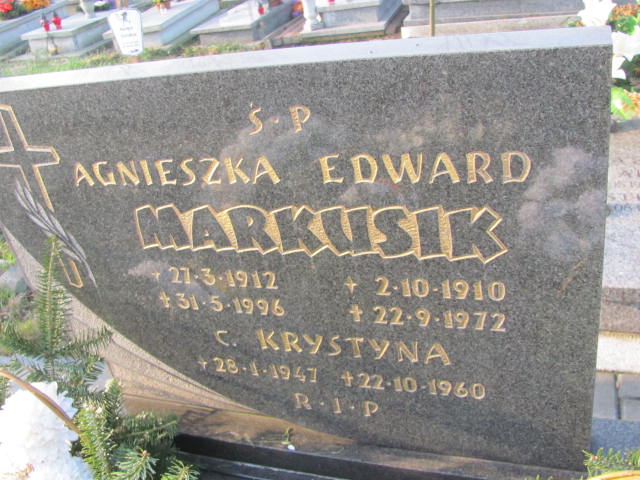 Ś·P
AGNIESZKA EDWARD
MARKUSIK
+ 27·3·1912 + 2·10·1910
+ 31·5·1996 + 22·9·1972
C. KRYSTYNA
+ 28·1·1947 + 22·10·1960
R·I·P